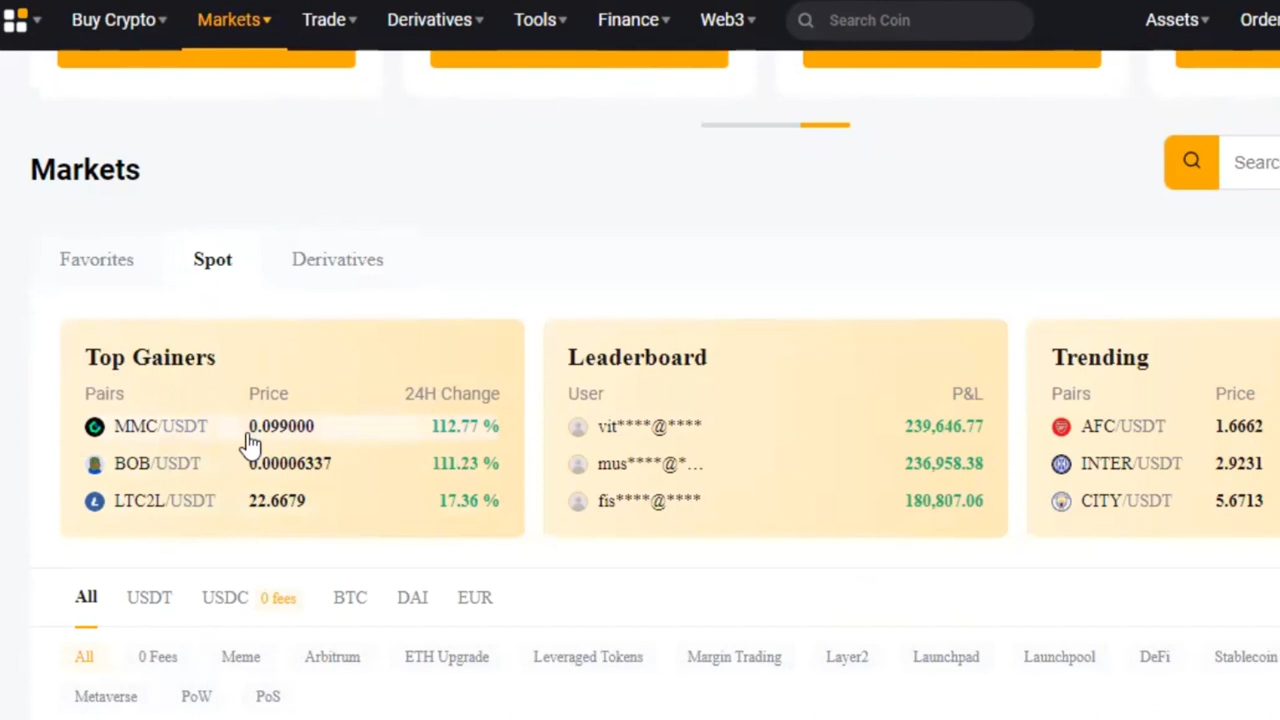 Buy Crypto Markets Trade Derivatives Tools Finance Web3 Search Coin Assets
Markets
Favorites Spot Derivatives
Top Gainers
Pairs Price 24H Change
MMC/USDT 0.099000 112.77 %
BOB/USDT 0.00006337 111.23 %
LTC2L/USDT 22.6679 17.36 %
Leaderboard
User P&L
vit****@**** 239,646.77
mus****@*... 236,958.38
fis****@**** 180,807.06
Trending
Pairs Price
AFC/USDT 1.6662
INTER/USDT 2.9231
CITY/USDT 5.6713
All USDT USDC 0 fees BTC DAI EUR
All 0 Fees Meme Arbitrum ETH Upgrade Leveraged Tokens Margin Trading Layer2 Launchpad Launchpool DeFi Stablecoin
Metaverse PoW PoS